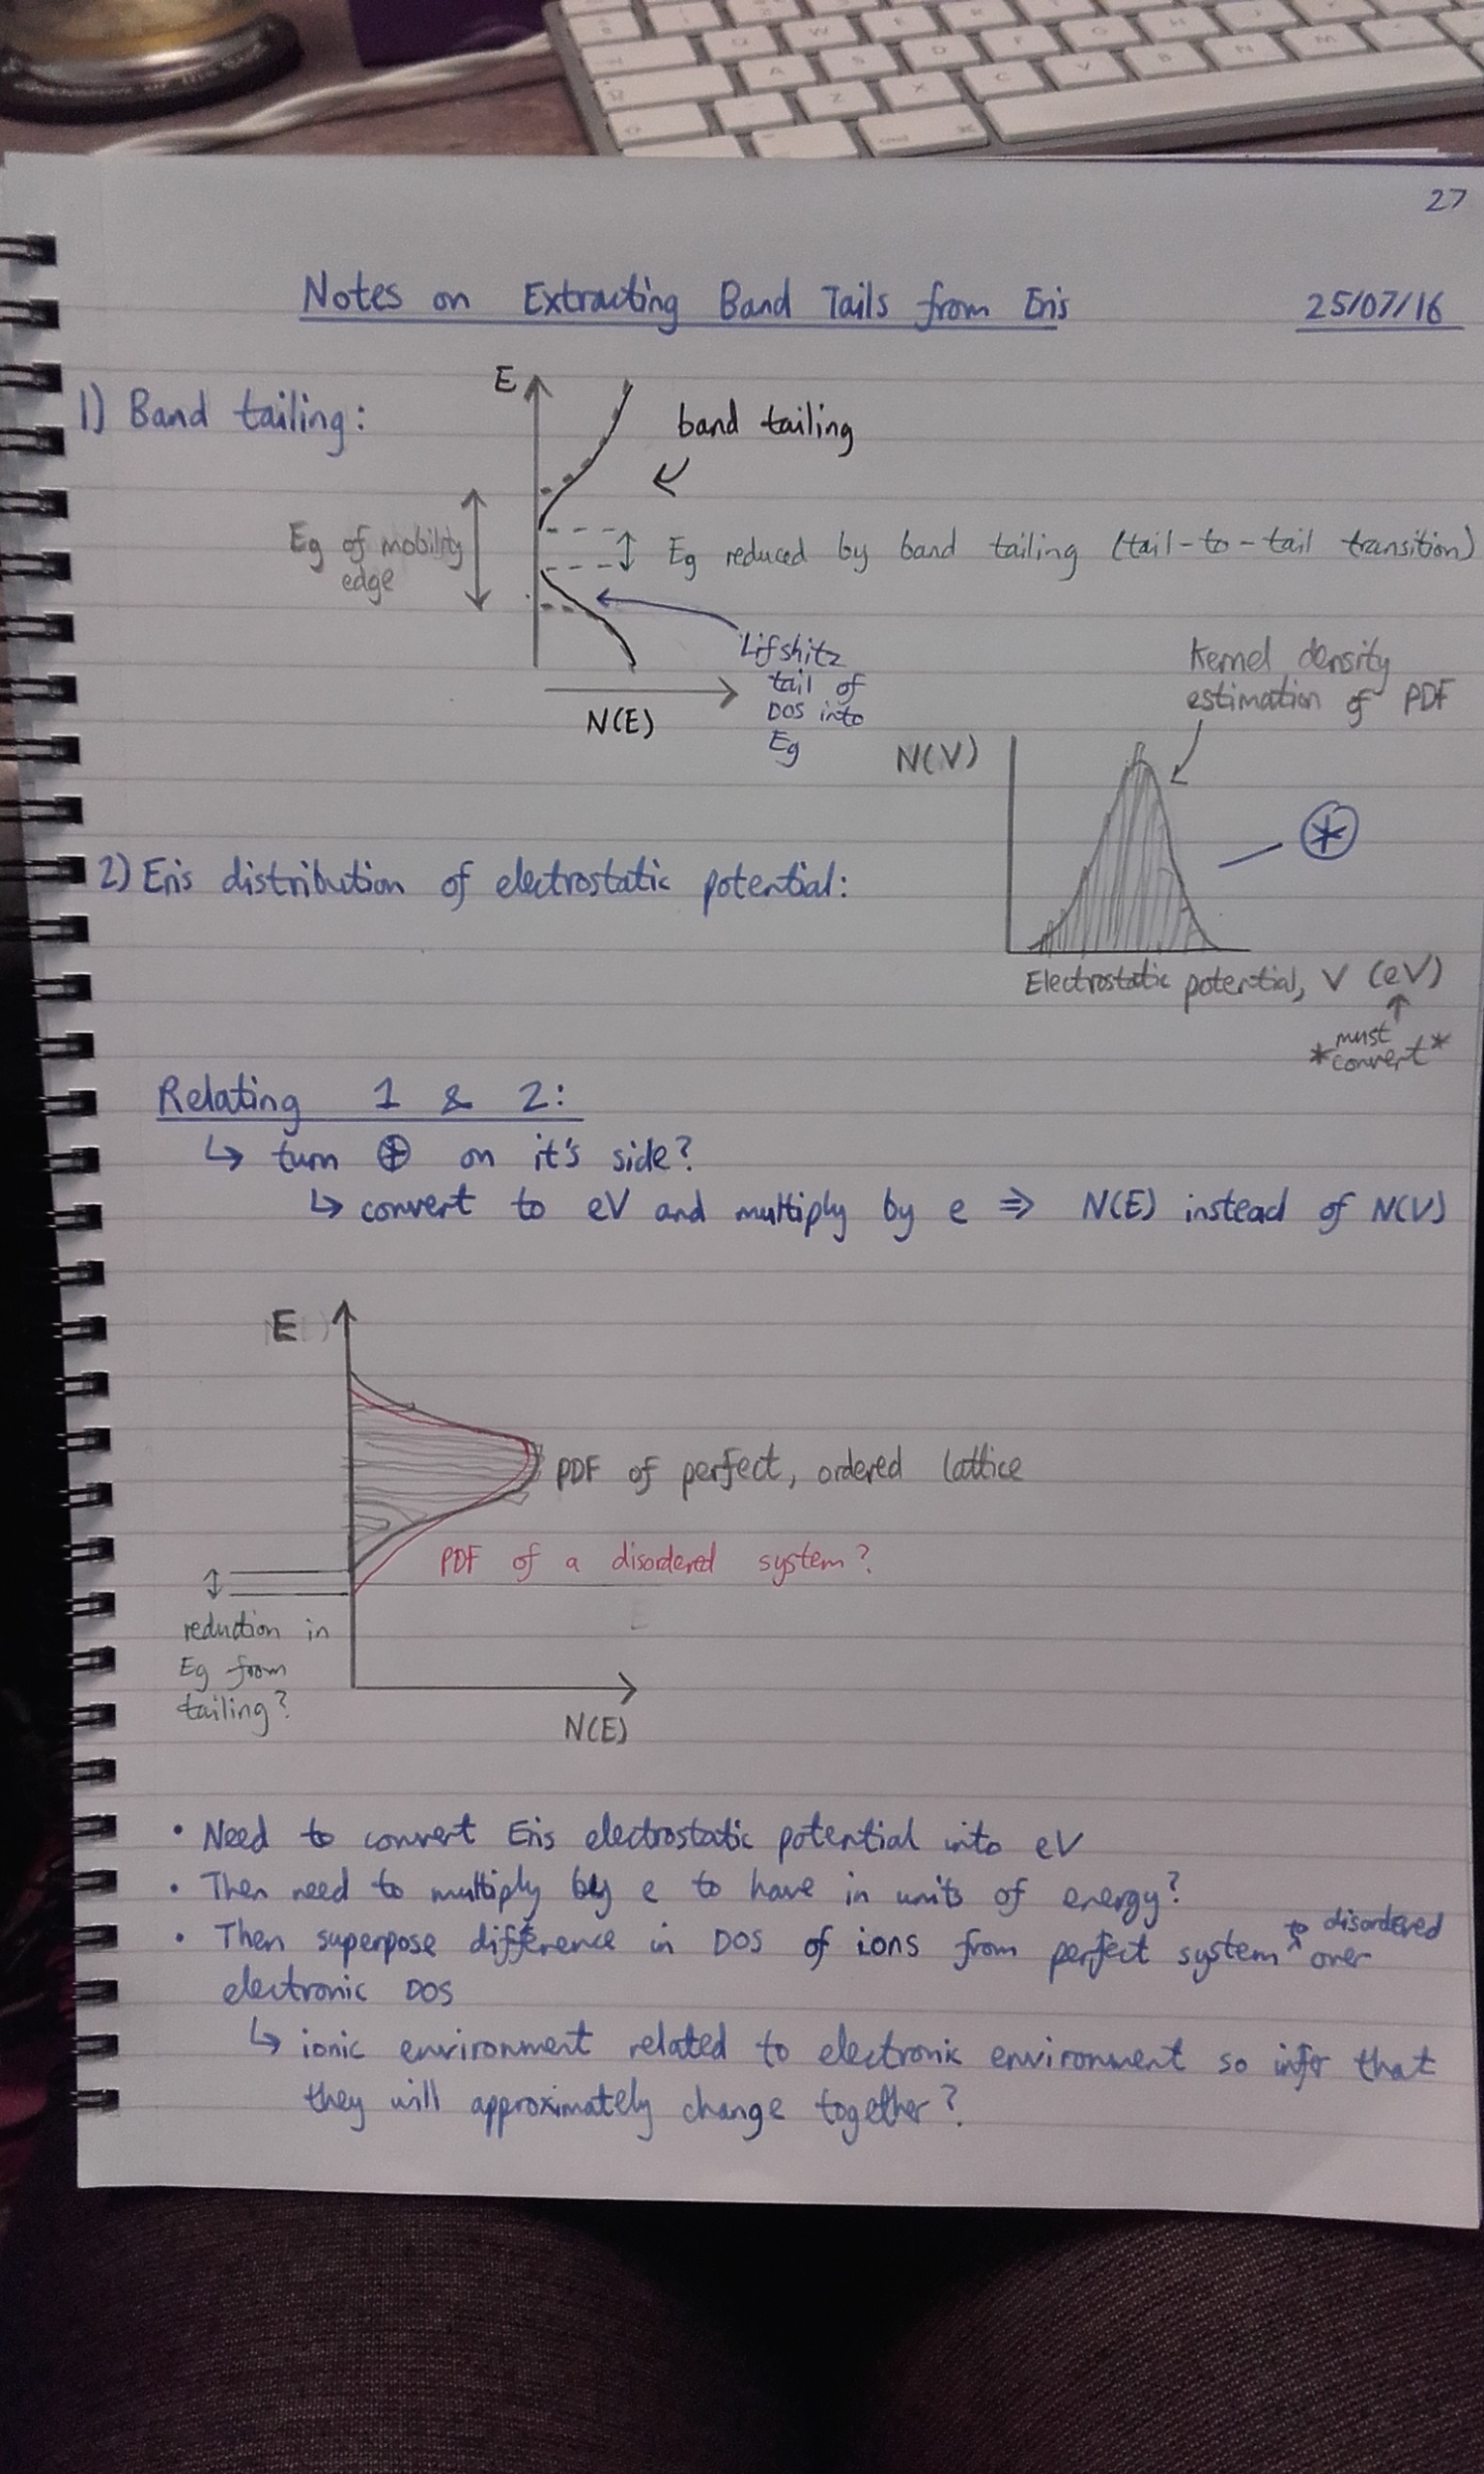 27
Notes on Extracting Band Tails from Eris
25/07/16
1) Band tailing:
E
band tailing
Eg of mobility
edge
Eg reduced by band tailing (tail-to-tail transition)
Lifshitz
tail of
DOS into
Eg
N(E)
Kernel density
estimation of PDF
N(V)
*
2) Eris distribution of electrostatic potential:
Electrostatic potential, V (eV)
*must
convert*
Relating 1 & 2:
↳ turn ⊛ on it's side?
↳ convert to eV and multiply by e ⇒ N(E) instead of N(V)
E
PDF of perfect, ordered lattice
PDF of a disordered system?
reduction in
Eg from
tailing?
N(E)
• Need to convert Eris electrostatic potential into eV
• Then need to multiply by e to have in units of energy?
• Then superpose difference in DOS of ions from perfect system to disordered over
electronic DOS
↳ ionic environment related to electronic environment so infer that
they will approximately change together?